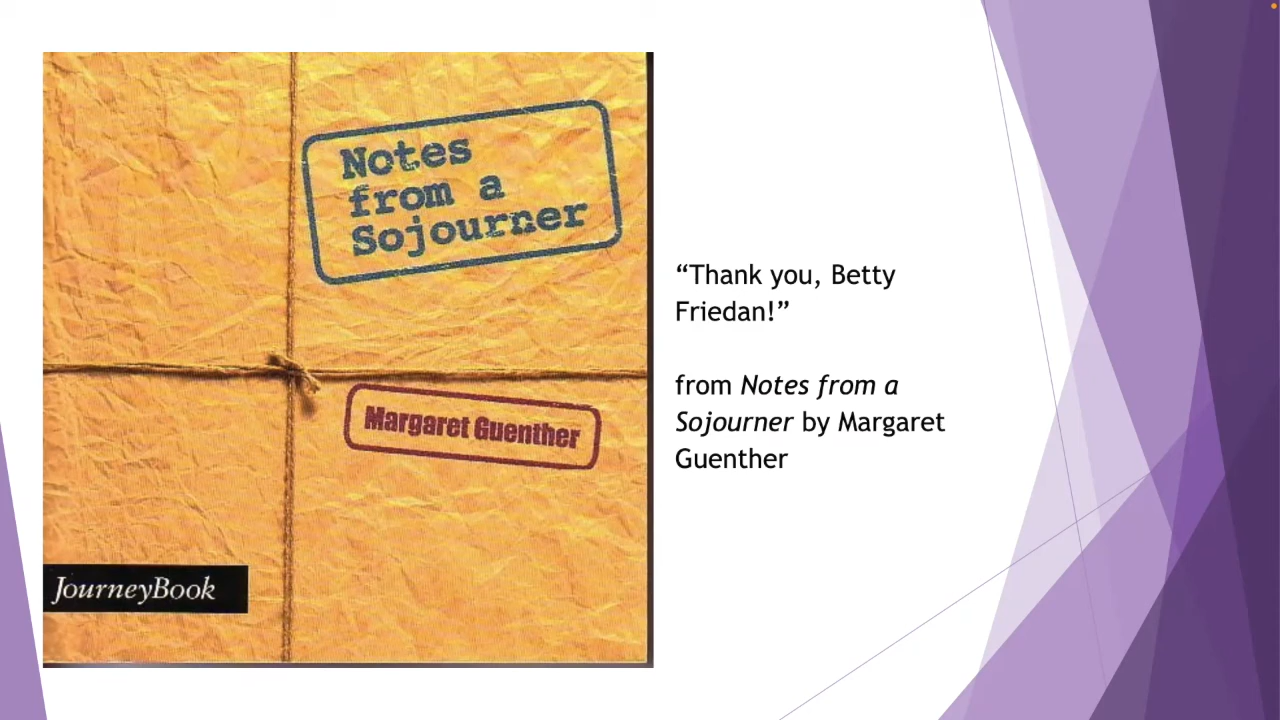 Notes
from a
Sojourner
Margaret Guenther
JourneyBook
“Thank you, Betty
Friedan!”
from Notes from a
Sojourner by Margaret
Guenther